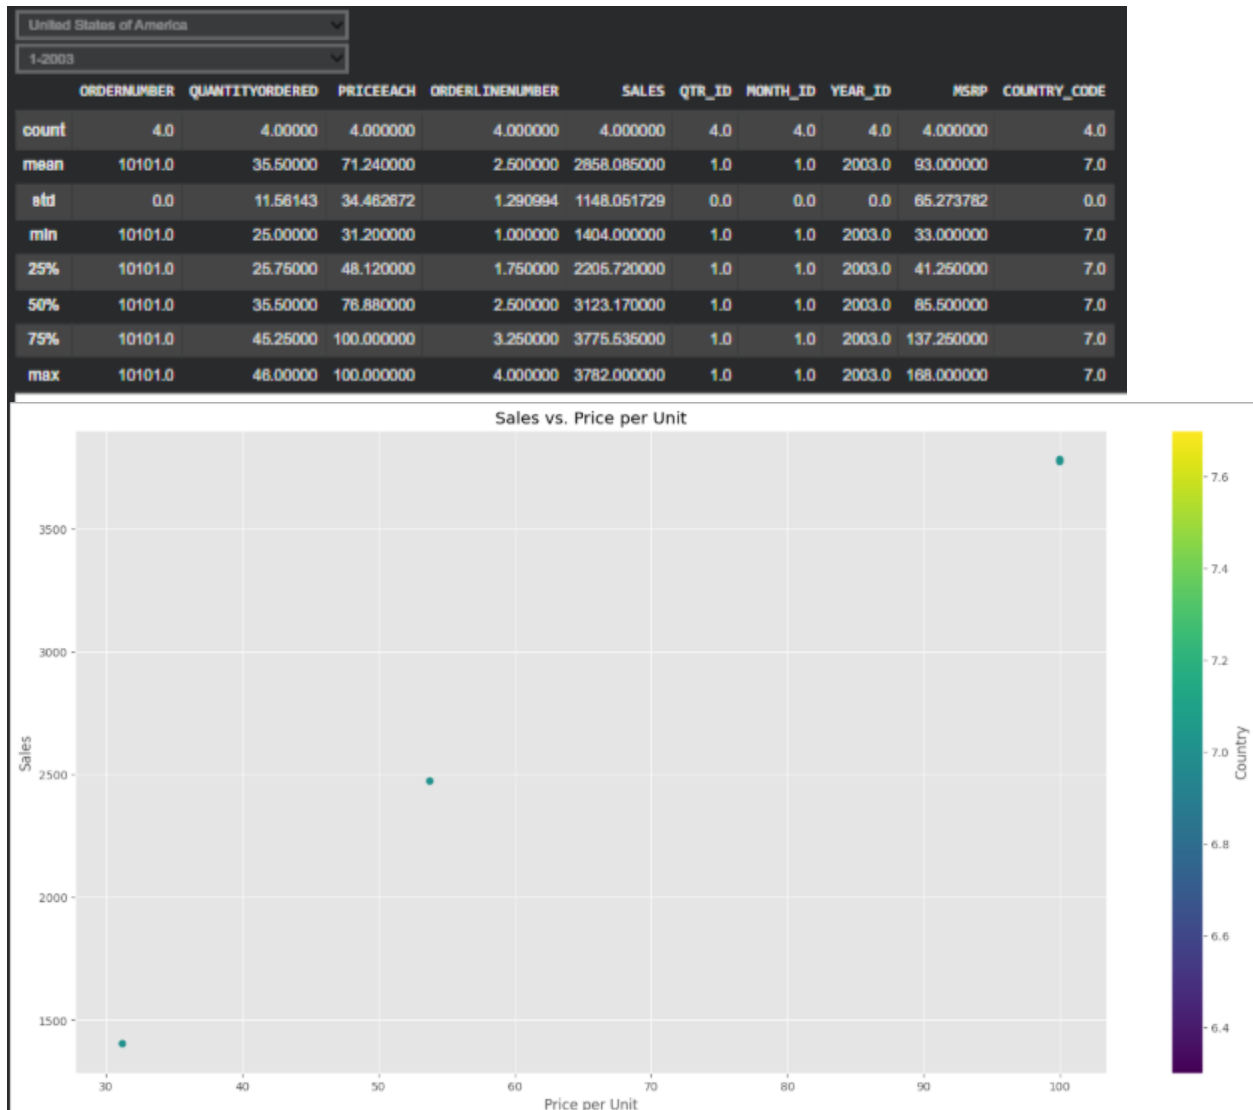 United States of America
1-2003
ORDERNUMBER QUANTITYORDERED PRICEEACH ORDERLINENUMBER SALES QTR_ID MONTH_ID YEAR_ID MSRP COUNTRY_CODE
count 4.0 4.00000 4.000000 4.000000 4.000000 4.0 4.0 4.0 4.000000 4.0
mean 10101.0 35.50000 71.240000 2.500000 2858.085000 1.0 1.0 2003.0 93.000000 7.0
std 0.0 11.56143 34.462672 1.290994 1148.051729 0.0 0.0 0.0 65.273782 0.0
min 10101.0 25.00000 31.200000 1.000000 1404.000000 1.0 1.0 2003.0 33.000000 7.0
25% 10101.0 25.75000 48.120000 1.750000 2205.720000 1.0 1.0 2003.0 41.250000 7.0
50% 10101.0 35.50000 76.880000 2.500000 3123.170000 1.0 1.0 2003.0 85.500000 7.0
75% 10101.0 45.25000 100.000000 3.250000 3775.535000 1.0 1.0 2003.0 137.250000 7.0
max 10101.0 46.00000 100.000000 4.000000 3782.000000 1.0 1.0 2003.0 168.000000 7.0
Sales vs. Price per Unit
3500
3000
2500
2000
1500
Sales
30 40 50 60 70 80 90 100
Price per Unit
7.6
7.4
7.2
7.0
6.8
6.6
6.4
Country